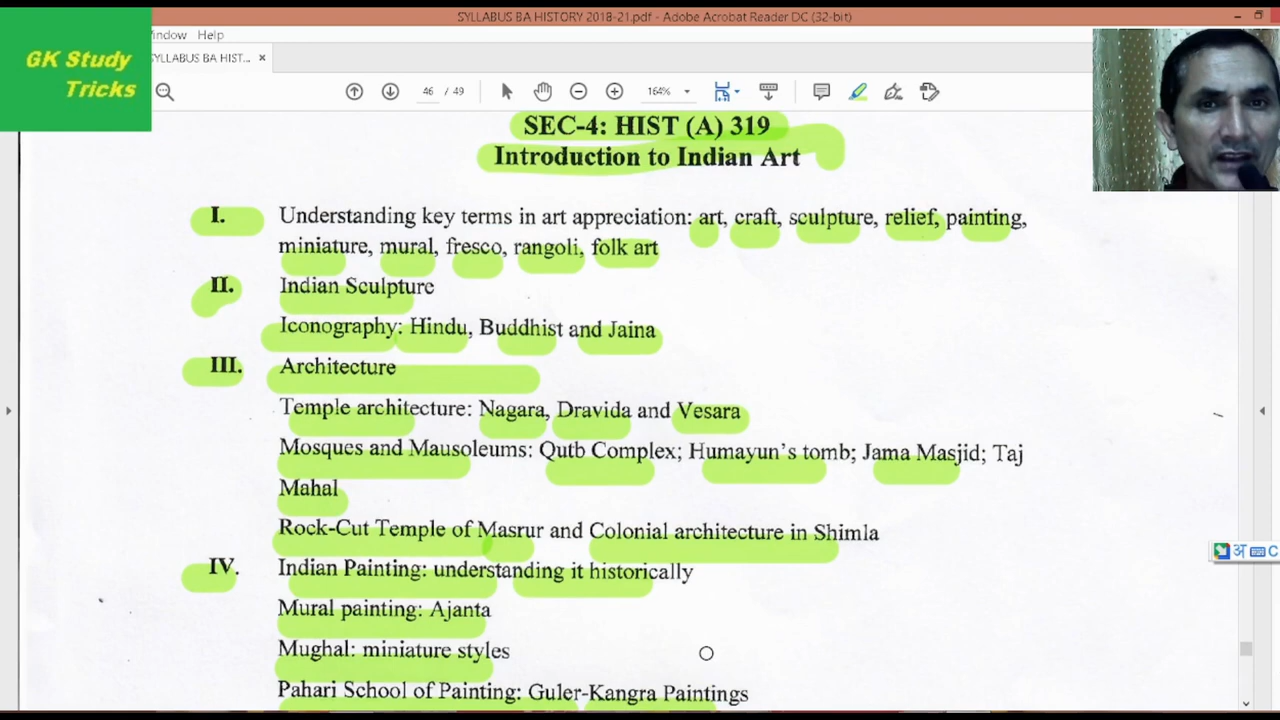 SYLLABUS BA HISTORY 2018-21.pdf - Adobe Acrobat Reader DC (32-bit)
GK Study
Tricks
indow Help
SYLLABUS BA HIST... ×
46 / 49
164%
SEC-4: HIST (A) 319
Introduction to Indian Art
I. Understanding key terms in art appreciation: art, craft, sculpture, relief, painting,
miniature, mural, fresco, rangoli, folk art
II. Indian Sculpture
Iconography: Hindu, Buddhist and Jaina
III. Architecture
Temple architecture: Nagara, Dravida and Vesara
Mosques and Mausoleums: Qutb Complex; Humayun's tomb; Jama Masjid; Taj
Mahal
Rock-Cut Temple of Masrur and Colonial architecture in Shimla
अ C
IV. Indian Painting: understanding it historically
Mural painting: Ajanta
Mughal: miniature styles
Pahari School of Painting: Guler-Kangra Paintings